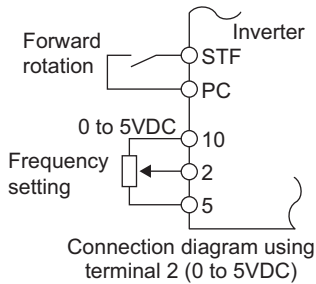 Inverter
Forward
rotation
STF
PC
0 to 5VDC
10
Frequency
setting
2
5
Connection diagram using
terminal 2 (0 to 5VDC)